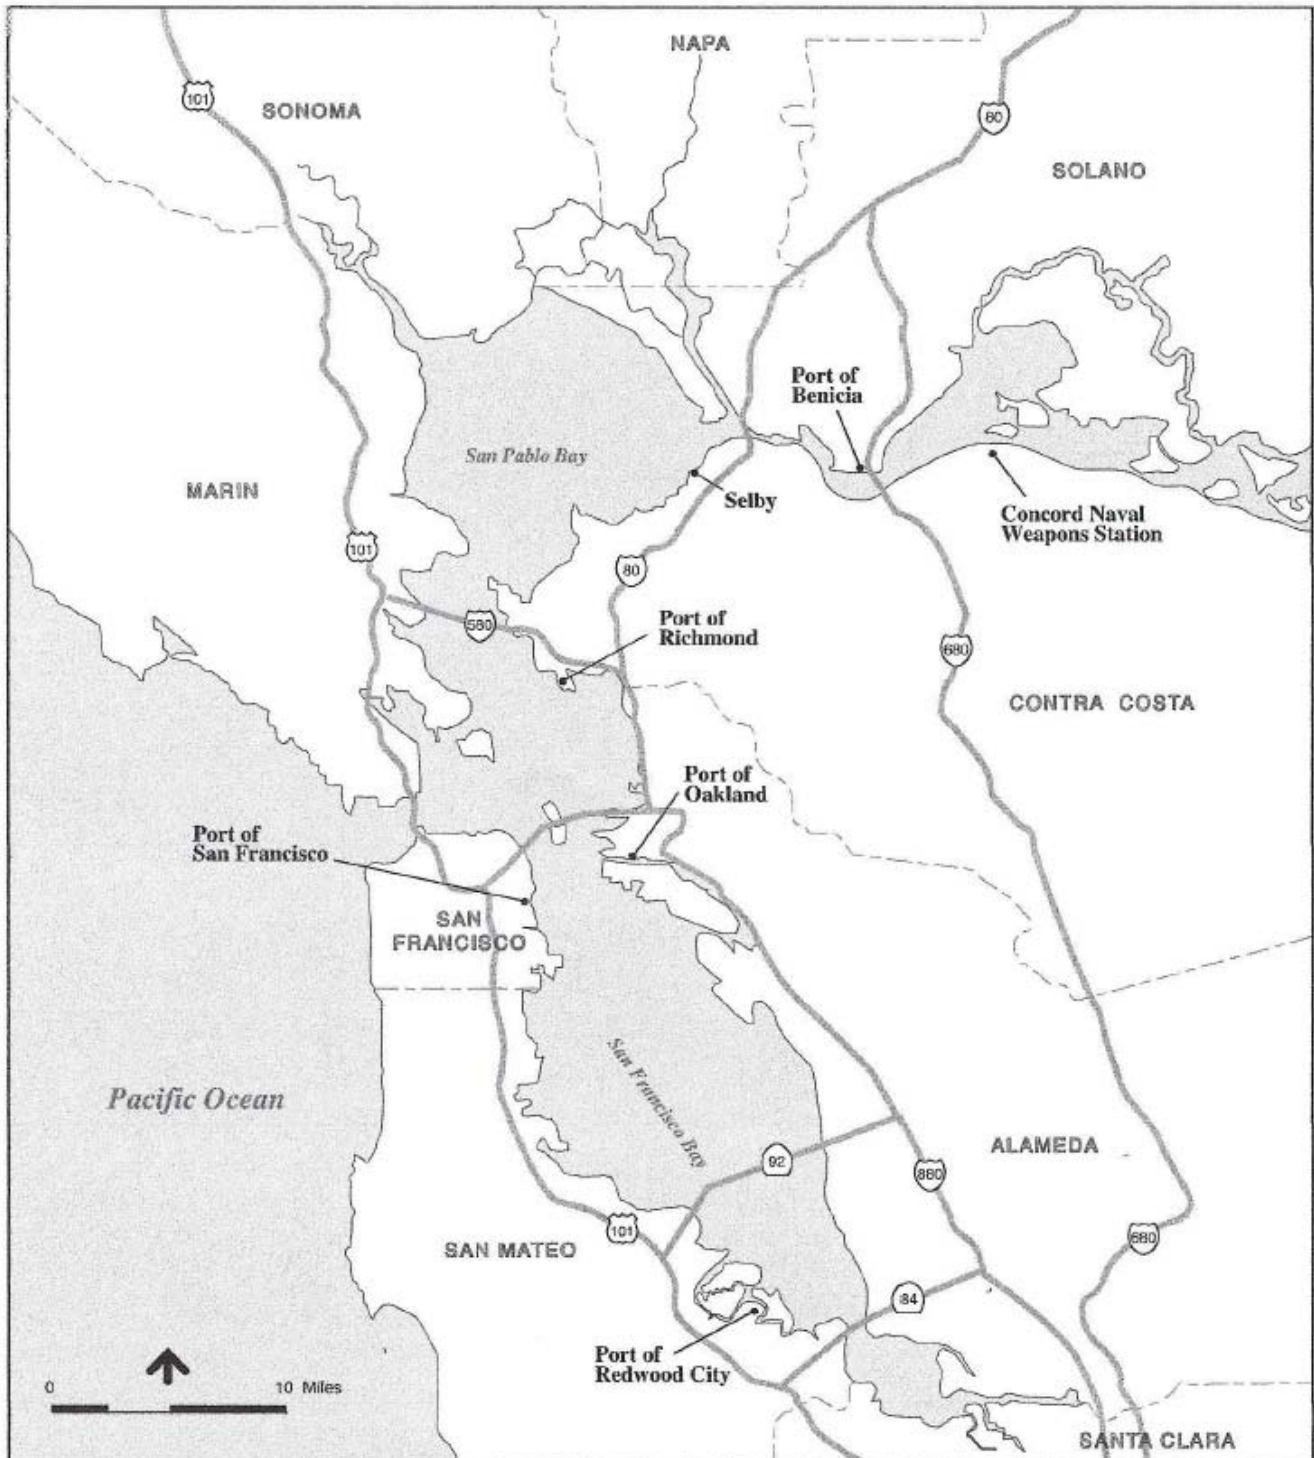 NAPA
101
SONOMA
80
SOLANO
Port of
Benicia
San Pablo Bay
MARIN
Selby
Concord Naval
Weapons Station
101
80
580
Port of
Richmond
680
CONTRA COSTA
Port of
Oakland
Port of
San Francisco
SAN
FRANCISCO
San Francisco Bay
Pacific Ocean
92
880
ALAMEDA
101
680
SAN MATEO
84
Port of
Redwood City
0 10 Miles
SANTA CLARA